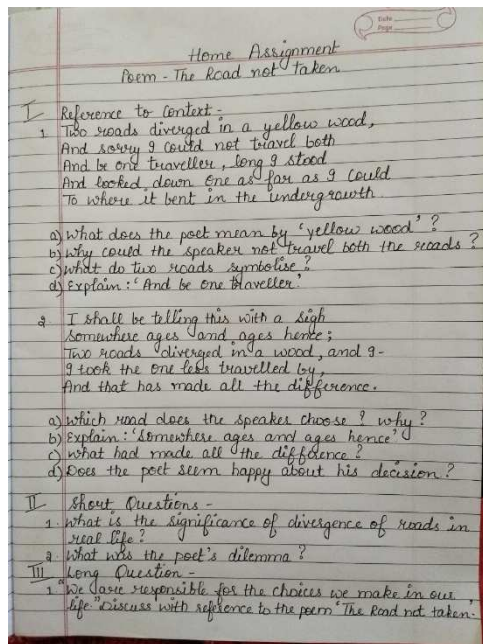 Date
Page
Home Assignment
Poem - The Road not taken
I Reference to Context -
1. Two roads diverged in a yellow wood,
And sorry I could not travel both
And be one traveller, long I stood
And looked down one as far as I could
To where it bent in the undergrowth
a) What does the poet mean by 'yellow wood'?
b) Why could the speaker not travel both the roads?
c) What do two roads symbolise?
d) Explain: 'And be one traveller.'
2 I shall be telling this with a sigh
Somewhere ages and ages hence;
Two roads diverged in a wood, and I-
I took the one less travelled by,
And that has made all the difference.
a) Which road does the speaker choose? Why?
b) Explain: 'Somewhere ages and ages hence'
c) What had made all the difference?
d) Does the poet seem happy about his decision?
II Short Questions -
1. What is the significance of divergence of roads in
real life?
2. What was the poet's dilemma?
III Long Question -
1. "We are responsible for the choices we make in our
life." Discuss with reference to the poem 'The Road not taken.